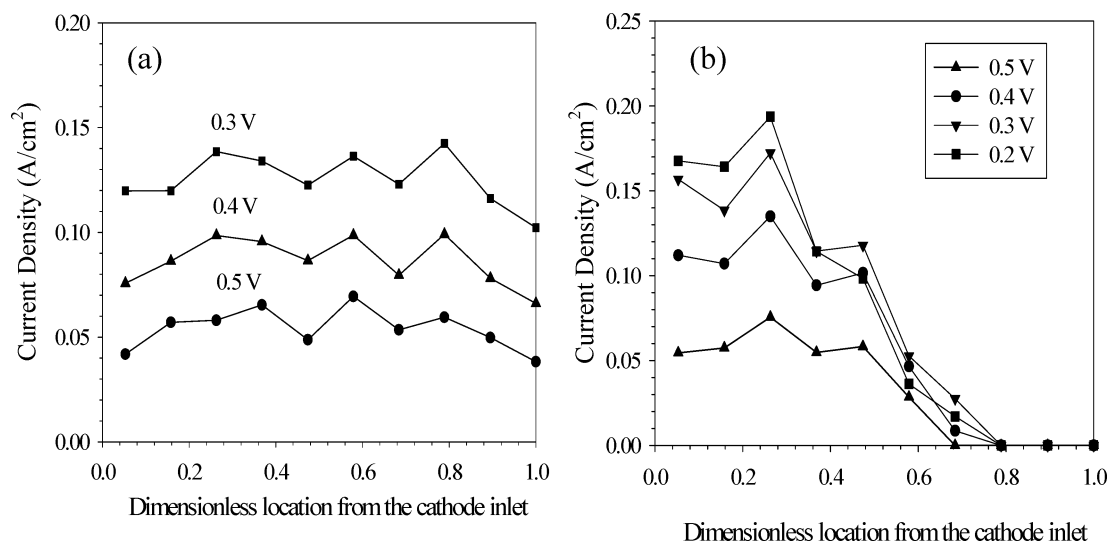 (a)
0.20
0.15
0.10
0.05
0.00
Current Density (A/cm²)
0.3 V
0.4 V
0.5 V
0.0 0.2 0.4 0.6 0.8 1.0
Dimensionless location from the cathode inlet
(b)
0.25
0.20
0.15
0.10
0.05
0.00
Current Density (A/cm²)
0.5 V
0.4 V
0.3 V
0.2 V
0.0 0.2 0.4 0.6 0.8 1.0
Dimensionless location from the cathode inlet